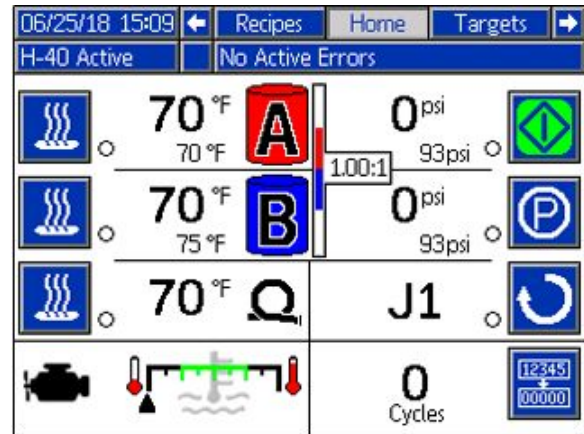 06/25/18 15:09 Recipes Home Targets
H-40 Active No Active Errors
70 °F A 0 psi
70 °F 93psi
1.00:1
70 °F B 0 psi
75 °F 93psi
P
70 °F J1
0
Cycles
12345
00000